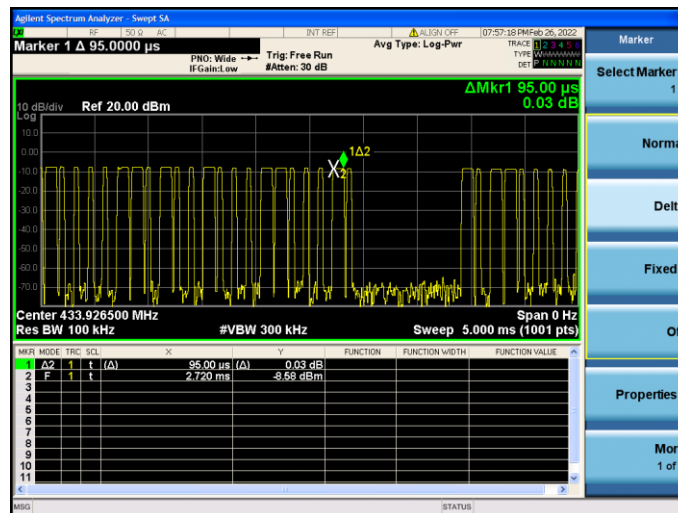 Agilent Spectrum Analyzer - Swept SA
RF 50 Ω AC INT REF ALIGN OFF 07:57:18 PM Feb 26, 2022
Marker 1 Δ 95.0000 µs
PNO: Wide
IFGain:Low
Trig: Free Run
#Atten: 30 dB
Avg Type: Log-Pwr
TRACE 1 2 3 4 5 6
TYPE WWWWWW
DET P N N N N N
ΔMkr1 95.00 µs
0.03 dB
10 dB/div Ref 20.00 dBm
Log
10.0
0.00
-10.0
-20.0
-30.0
-40.0
-50.0
-60.0
-70.0
1Δ2
X2
Center 433.926500 MHz Span 0 Hz
Res BW 100 kHz #VBW 300 kHz Sweep 5.000 ms (1001 pts)
MKR MODE TRC SCL X Y FUNCTION FUNCTION WIDTH FUNCTION VALUE
1 Δ2 1 t (Δ) 95.00 µs (Δ) 0.03 dB
2 F 1 t 2.720 ms -8.58 dBm
3
4
5
6
7
8
9
10
11
MSG STATUS
Marker
Select Marker
1
Norma
Delt
Fixed
Of
Properties
Mor
1 of